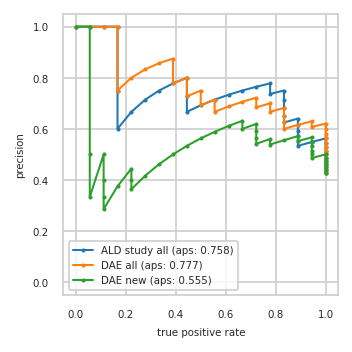 1.0
0.8
0.6
0.4
0.2
0.0
precision
ALD study all (aps: 0.758)
DAE all (aps: 0.777)
DAE new (aps: 0.555)
0.0 0.2 0.4 0.6 0.8 1.0
true positive rate